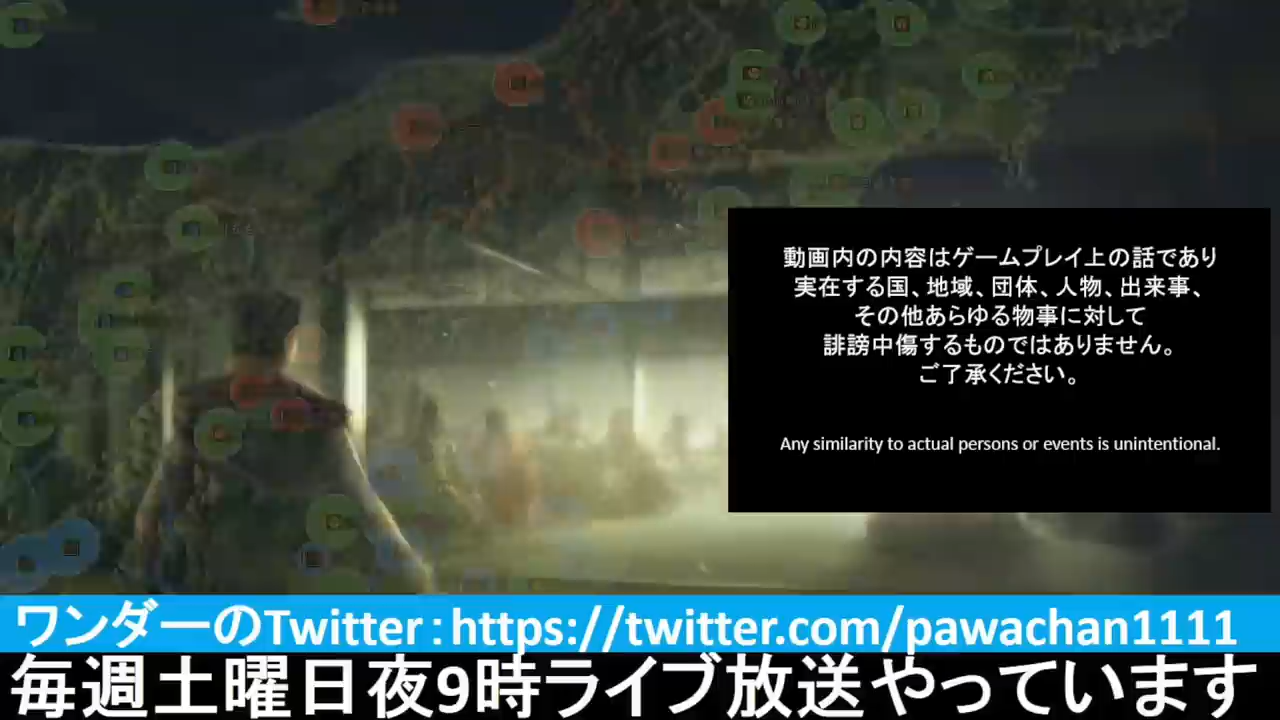 動画内の内容はゲームプレイ上の話であり
実在する国、地域、団体、人物、出来事、
その他あらゆる物事に対して
誹謗中傷するものではありません。
ご了承ください。
Any similarity to actual persons or events is unintentional.
ワンダーのTwitter:https://twitter.com/pawachan1111
毎週土曜日夜9時ライブ放送やっています